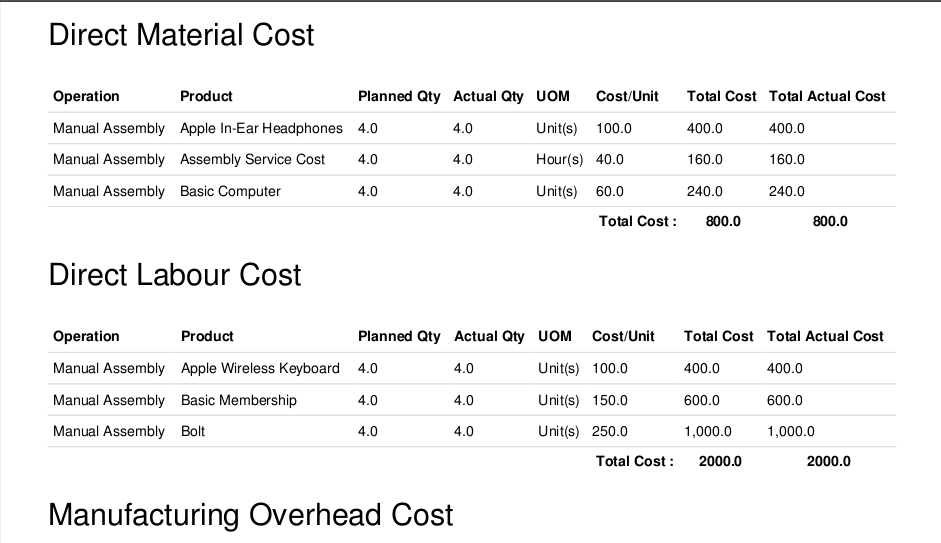 Direct Material Cost
Operation Product Planned Qty Actual Qty UOM Cost/Unit Total Cost Total Actual Cost
Manual Assembly Apple In-Ear Headphones 4.0 4.0 Unit(s) 100.0 400.0 400.0
Manual Assembly Assembly Service Cost 4.0 4.0 Hour(s) 40.0 160.0 160.0
Manual Assembly Basic Computer 4.0 4.0 Unit(s) 60.0 240.0 240.0
Total Cost : 800.0 800.0
Direct Labour Cost
Operation Product Planned Qty Actual Qty UOM Cost/Unit Total Cost Total Actual Cost
Manual Assembly Apple Wireless Keyboard 4.0 4.0 Unit(s) 100.0 400.0 400.0
Manual Assembly Basic Membership 4.0 4.0 Unit(s) 150.0 600.0 600.0
Manual Assembly Bolt 4.0 4.0 Unit(s) 250.0 1,000.0 1,000.0
Total Cost : 2000.0 2000.0
Manufacturing Overhead Cost